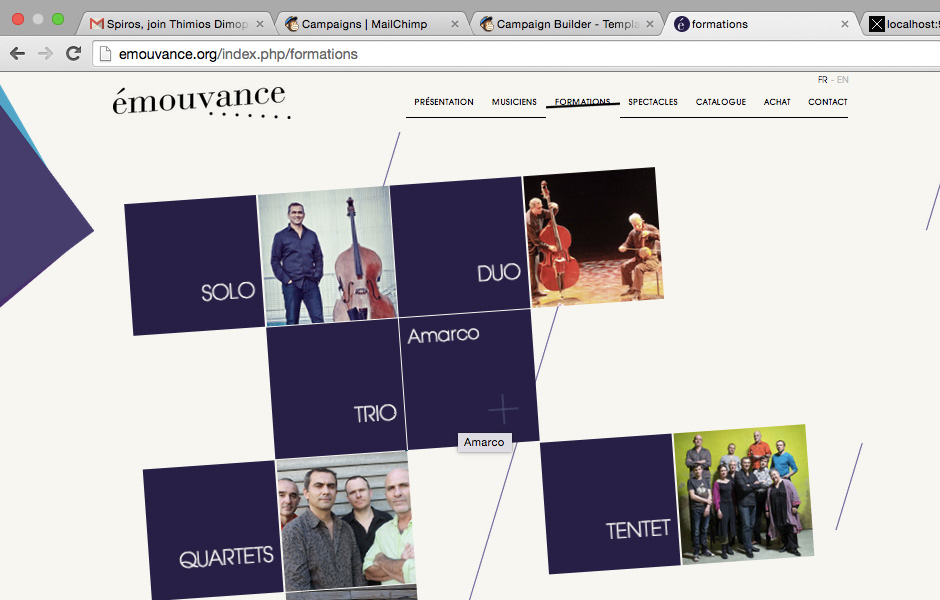 Spiros, join Thimios Dimop
Campaigns | MailChimp
Campaign Builder - Templa
é formations
localhost:5
emouvance.org/index.php/formations
FR - EN
émouvance
PRÉSENTATION MUSICIENS FORMATIONS SPECTACLES CATALOGUE ACHAT CONTACT
SOLO
DUO
Amarco
TRIO
Amarco
QUARTETS
TENTET